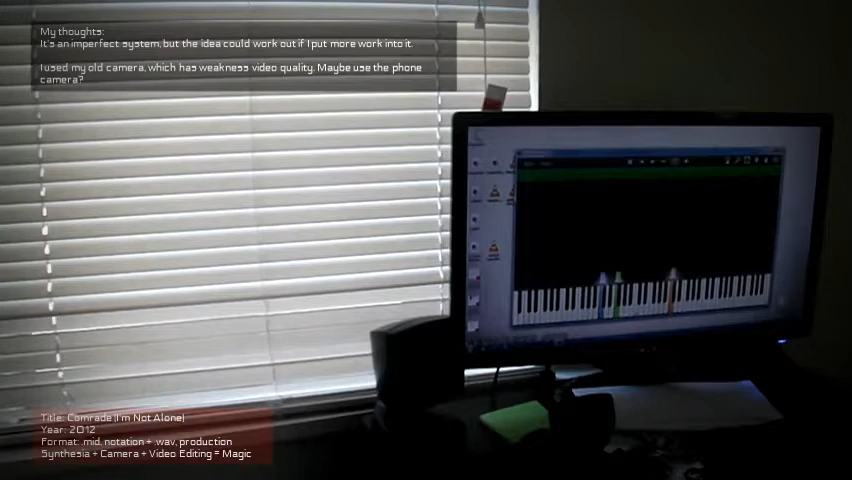 My thoughts:
It's an imperfect system, but the idea could work out if I put more work into it.
I used my old camera, which has weakness video quality. Maybe use the phone
camera?
Title: Comrade (I'm Not Alone)
Year: 2012
Format: .mid, notation + .wav, production
Synthesia + Camera + Video Editing = Magic